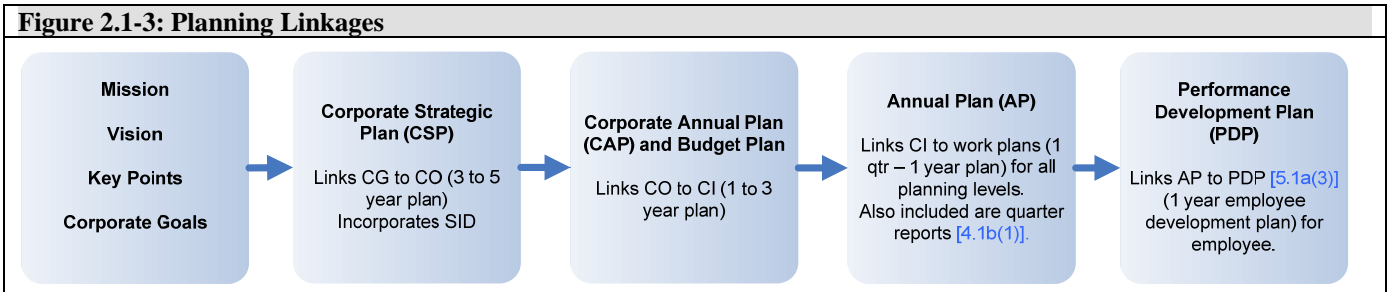 Figure 2.1-3: Planning Linkages
Mission
Vision
Key Points
Corporate Goals
Corporate Strategic
Plan (CSP)
Links CG to CO (3 to 5
year plan)
Incorporates SID
Corporate Annual Plan
(CAP) and Budget Plan
Links CO to CI (1 to 3
year plan)
Annual Plan (AP)
Links CI to work plans (1
qtr – 1 year plan) for all
planning levels.
Also included are quarter
reports [4.1b(1)].
Performance
Development Plan
(PDP)
Links AP to PDP [5.1a(3)]
(1 year employee
development plan) for
employee.